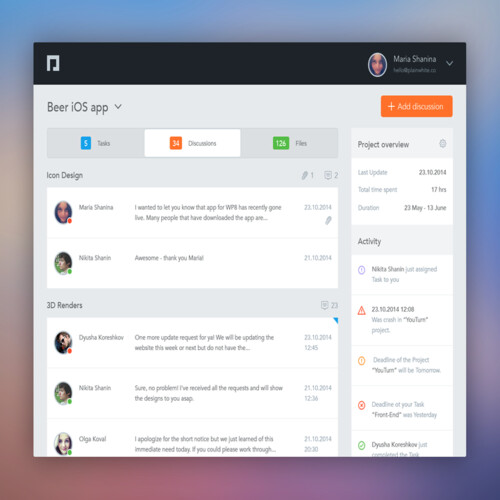 Maria Shanina
hello@plainwhite.co
Beer iOS app
+ Add discussion
5 Tasks
34 Discussions
126 Files
Icon Design
1
2
Maria Shanina
I wanted to let you know that app for WP8 has recently gone
live. Many people that have downloaded the app are...
23.10.2014
Nikita Shanin
Awesome - thank you Maria!
21.10.2014
3D Renders
23
Dyusha Koreshkov
One more update request for ya! We will be updating the
website this week or next but do not have the...
23.10.2014
12:45
Nikita Shanin
Sure, no problem! I've received all the requests and will show
the designs to you asap.
21.10.2014
12:36
Olga Koval
I apologize for the short notice but we just learned of this
immediate need today. If you could please work through...
21.10.2014
20:30
Project overview
Last Update 23.10.2014
Total time spent 17 hrs
Duration 23 May - 13 June
Activity
Nikita Shanin just assigned
Task to you
23.10.2014 12:08
Was crash in "YouTurn"
project.
Deadline of the Project
"YouTurn" will be Tomorrow.
Deadline of your Task
"Front-End" was Yesterday
Dyusha Koreshkov just
completed the Task